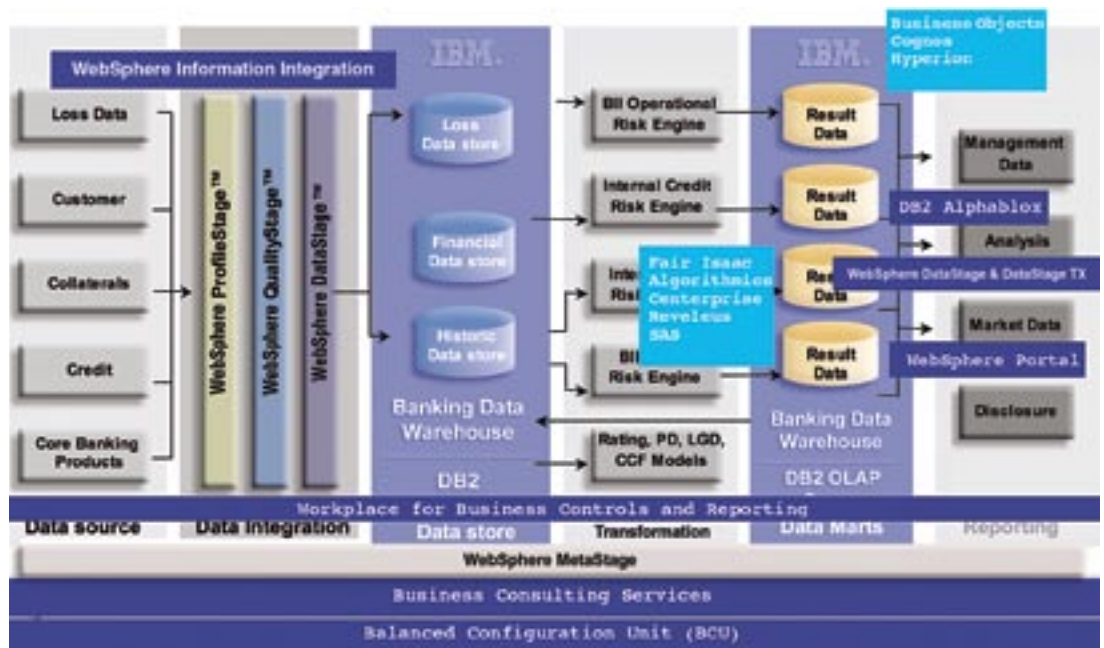 WebSphere Information Integration
Loss Data
Customer
Collaterals
Credit
Core Banking
Products
Data source
WebSphere ProfileStage™
WebSphere QualityStage™
WebSphere DataStage™
Data Integration
IBM.
Loss
Data store
Financial
Data store
Historic
Data store
Banking Data
Warehouse
DB2
Data store
BII Operational
Risk Engine
Internal Credit
Risk Engine
Fair Isaac
Algorithmics
Centerprise
Reveleus
SAS
BII
Risk Engine
Rating, PD, LGD,
CCF Models
Transformation
IBM.
Result
Data
Result
Data
Data
Result
Data
Banking Data
Warehouse
DB2 OLAP
Data Marts
Business Objects
Cognos
Hyperion
Management
Data
DB2 Alphablox
Analysis
WebSphere DataStage & DataStage TX
Market Data
WebSphere Portal
Disclosure
Reporting
Workplace for Business Controls and Reporting
WebSphere MetaStage
Business Consulting Services
Balanced Configuration Unit (BCU)